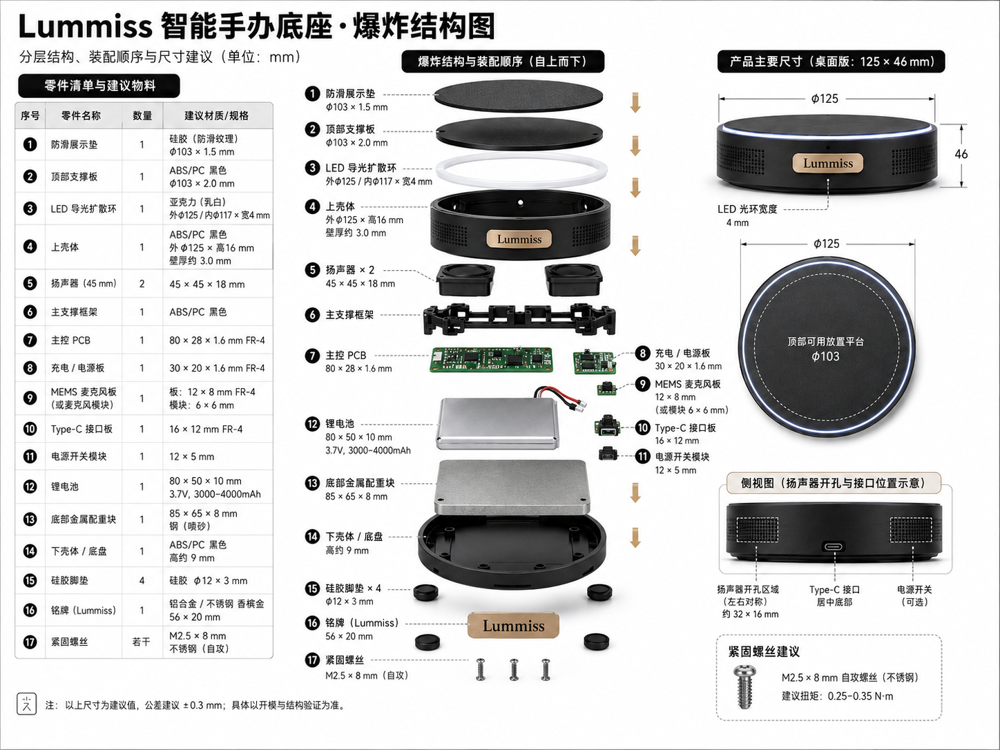 Lummiss 智能手办底座·爆炸结构图
分层结构、装配顺序与尺寸建议（单位：mm）
零件清单与建议物料
序号 零件名称 数量 建议材质/规格
1 防滑展示垫 1 硅胶（防滑纹理）
ϕ103 × 1.5 mm
2 顶部支撑板 1 ABS/PC 黑色
ϕ103 × 2.0 mm
3 LED 导光扩散环 1 亚克力（乳白）
外ϕ125 / 内ϕ117 × 宽4 mm
4 上壳体 1 ABS/PC 黑色
外 ϕ125 × 高16 mm
壁厚约 3.0 mm
5 扬声器（45 mm） 2 45 × 45 × 18 mm
6 主支撑框架 1 ABS/PC 黑色
7 主控 PCB 1 80 × 28 × 1.6 mm FR-4
8 充电 / 电源板 1 30 × 20 × 1.6 mm FR-4
9 MEMS 麦克风板 1 板：12 × 8 mm FR-4
（或麦克风模块） 模块：6 × 6 mm
10 Type-C 接口板 1 16 × 12 mm FR-4
11 电源开关模块 1 12 × 5 mm
12 锂电池 1 80 × 50 × 10 mm
3.7V, 3000-4000mAh
13 底部金属配重块 1 85 × 65 × 8 mm
钢（喷砂）
14 下壳体 / 底盘 1 ABS/PC 黑色
高约 9 mm
15 硅胶脚垫 4 硅胶 ϕ12 × 3 mm
16 铭牌（Lummiss） 1 铝合金 / 不锈钢 香槟金
56 × 20 mm
17 紧固螺丝 若干 M2.5 × 8 mm
不锈钢（自攻）
注： 以上尺寸为建议值，公差建议 ±0.3 mm；具体以开模与结构验证为准。
爆炸结构与装配顺序（自上而下）
1 防滑展示垫
ϕ103 × 1.5 mm
2 顶部支撑板
ϕ103 × 2.0 mm
3 LED 导光扩散环
外ϕ125 / 内ϕ117 × 宽4 mm
4 上壳体
外ϕ125 × 高16 mm
壁厚约 3.0 mm
Lummiss
5 扬声器 × 2
45 × 45 × 18 mm
6 主支撑框架
7 主控 PCB
80 × 28 × 1.6 mm
8 充电 / 电源板
30 × 20 × 1.6 mm
9 MEMS 麦克风板
12 × 8 mm
（或模块 6 × 6 mm）
10 Type-C 接口板
16 × 12 mm
11 电源开关模块
12 × 5 mm
12 锂电池
80 × 50 × 10 mm
3.7V, 3000-4000mAh
13 底部金属配重块
85 × 65 × 8 mm
14 下壳体 / 底盘
高约 9 mm
15 硅胶脚垫 × 4
ϕ12 × 3 mm
16 铭牌（Lummiss）
56 × 20 mm
Lummiss
17 紧固螺丝
M2.5 × 8 mm（自攻）
产品主要尺寸（桌面版：125 × 46 mm）
ϕ125
46
Lummiss
LED 光环宽度
4 mm
ϕ125
顶部可用放置平台
ϕ103
侧视图（扬声器开孔与接口位置示意）
扬声器开孔区域
（左右对称）
约 32 × 16 mm
Type-C 接口
居中底部
电源开关
（可选）
紧固螺丝建议
M2.5 × 8 mm 自攻螺丝（不锈钢）
建议扭矩：0.25-0.35 N·m